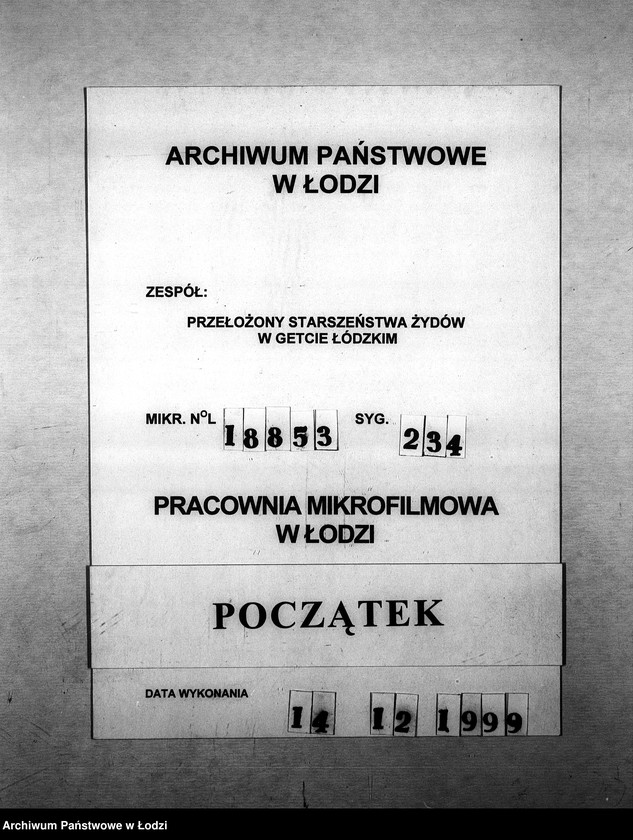 ARCHIWUM PAŃSTWOWE
W ŁODZI
ZESPÓŁ:
PRZEŁOŻONY STARSZEŃSTWA ŻYDÓW
W GETCIE ŁÓDZKIM
MIKR. NOL 18853 SYG. 234
PRACOWNIA MIKROFILMOWA
W ŁODZI
POCZĄTEK
DATA WYKONANIA 14 12 1999
Archiwum Państwowe w Łodzi